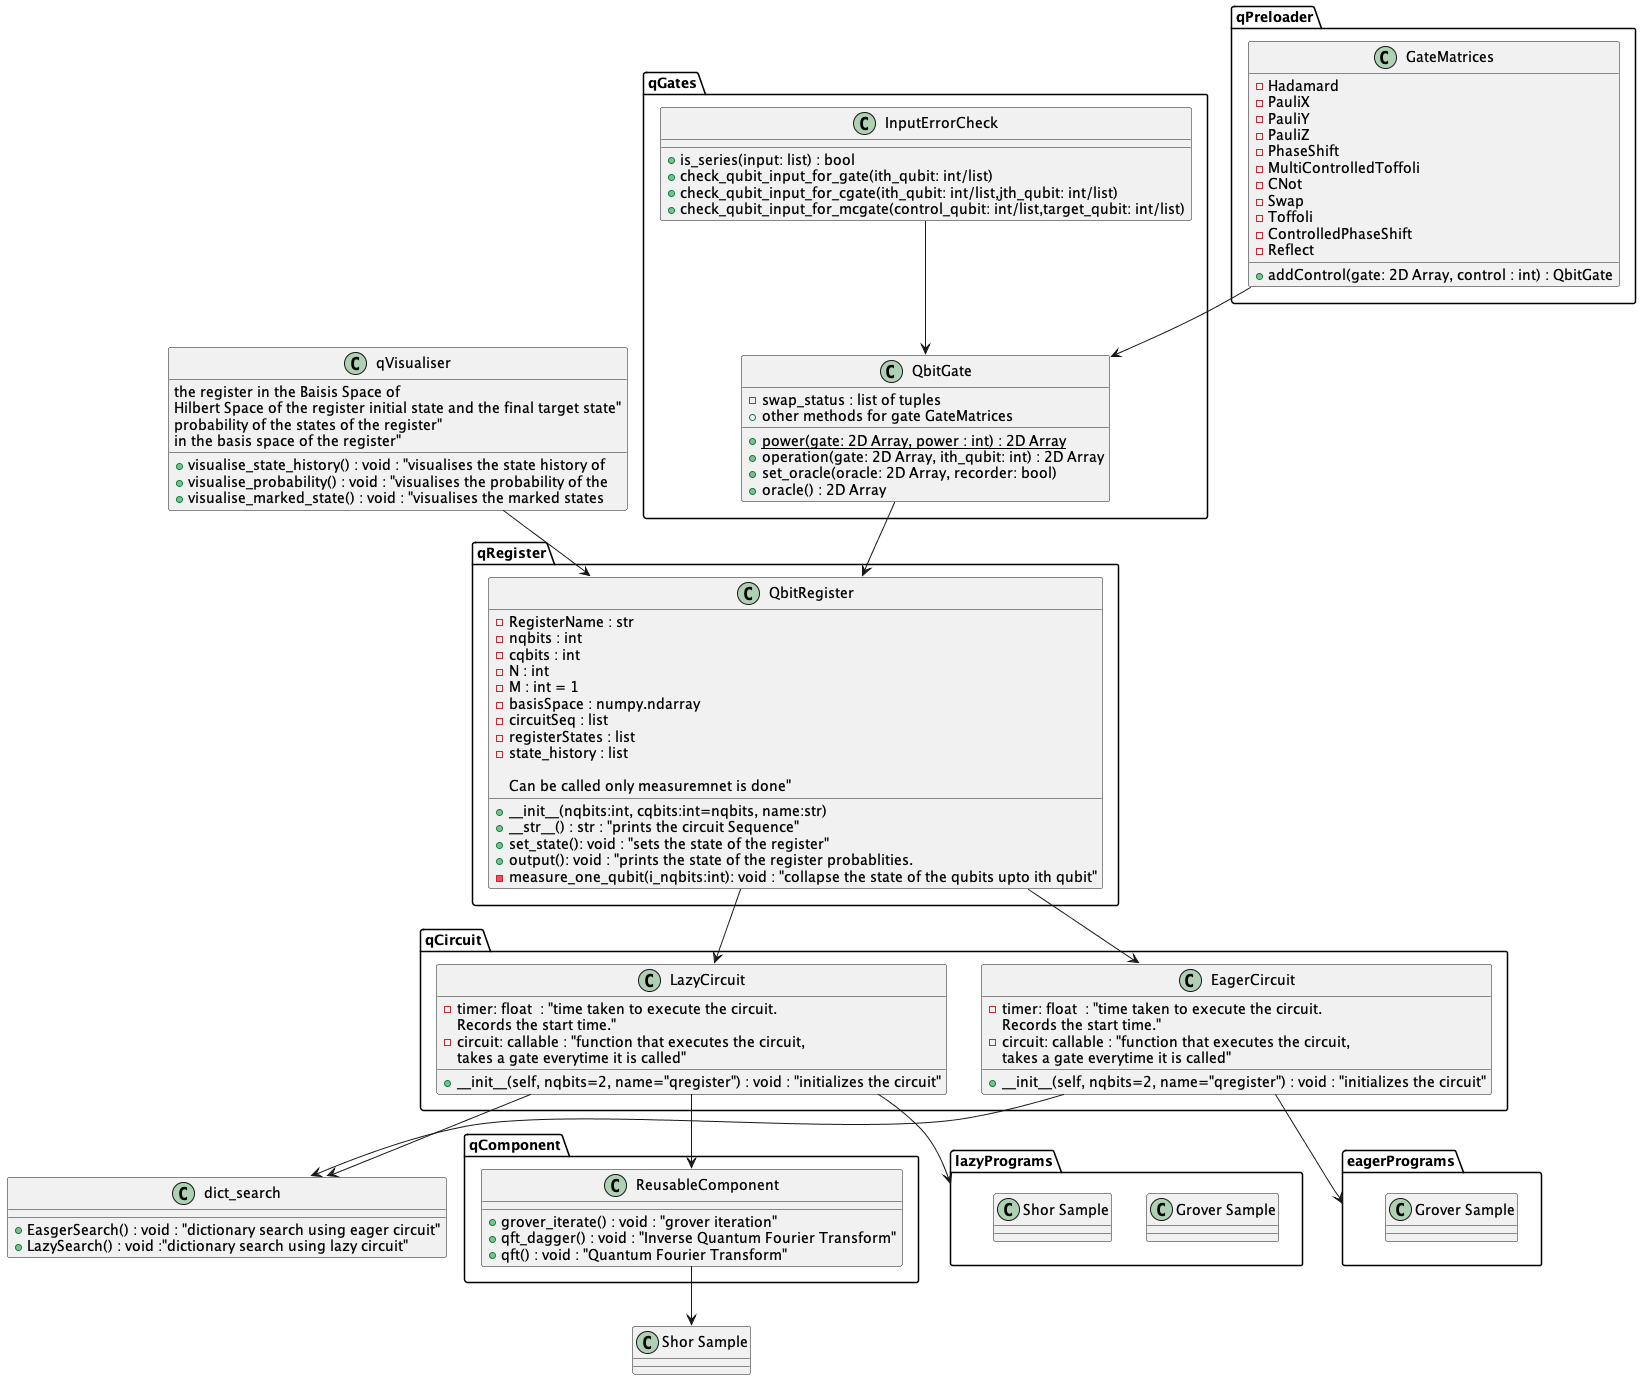 qPreloader
C GateMatrices
Hadamard
PauliX
PauliY
PauliZ
PhaseShift
MultiControlledToffoli
CNot
Swap
Toffoli
ControlledPhaseShift
Reflect
addControl(gate: 2D Array, control : int) : QbitGate
qGates
C InputErrorCheck
is_series(input: list) : bool
check_qubit_input_for_gate(ith_qubit: int/list)
check_qubit_input_for_cgate(ith_qubit: int/list,jth_qubit: int/list)
check_qubit_input_for_mcgate(control_qubit: int/list,target_qubit: int/list)
C QbitGate
swap_status : list of tuples
other methods for gate GateMatrices
power(gate: 2D Array, power : int) : 2D Array
operation(gate: 2D Array, ith_qubit: int) : 2D Array
set_oracle(oracle: 2D Array, recorder: bool)
oracle() : 2D Array
C qVisualiser
the register in the Baisis Space of
Hilbert Space of the register initial state and the final target state"
probability of the states of the register"
in the basis space of the register"
visualise_state_history() : void : "visualises the state history of
visualise_probability() : void : "visualises the probability of the
visualise_marked_state() : void : "visualises the marked states
qRegister
C QbitRegister
RegisterName : str
nqbits : int
cqbits : int
N : int
M : int = 1
basisSpace : numpy.ndarray
circuitSeq : list
registerStates : list
state_history : list
Can be called only measuremnet is done"
__init__(nqbits:int, cqbits:int=nqbits, name:str)
__str__() : str : "prints the circuit Sequence"
set_state(): void : "sets the state of the register"
output(): void : "prints the state of the register probablities.
measure_one_qubit(i_nqbits:int): void : "collapse the state of the qubits upto ith qubit"
qCircuit
C LazyCircuit
timer: float  : "time taken to execute the circuit.
Records the start time."
circuit: callable : "function that executes the circuit,
takes a gate everytime it is called"
__init__(self, nqbits=2, name="qregister") : void : "initializes the circuit"
C EagerCircuit
timer: float  : "time taken to execute the circuit.
Records the start time."
circuit: callable : "function that executes the circuit,
takes a gate everytime it is called"
__init__(self, nqbits=2, name="qregister") : void : "initializes the circuit"
C dict_search
EasgerSearch() : void : "dictionary search using eager circuit"
LazySearch() : void :"dictionary search using lazy circuit"
qComponent
C ReusableComponent
grover_iterate() : void : "grover iteration"
qft_dagger() : void : "Inverse Quantum Fourier Transform"
qft() : void : "Quantum Fourier Transform"
lazyPrograms
C Shor Sample
C Grover Sample
eagerPrograms
C Grover Sample
C Shor Sample